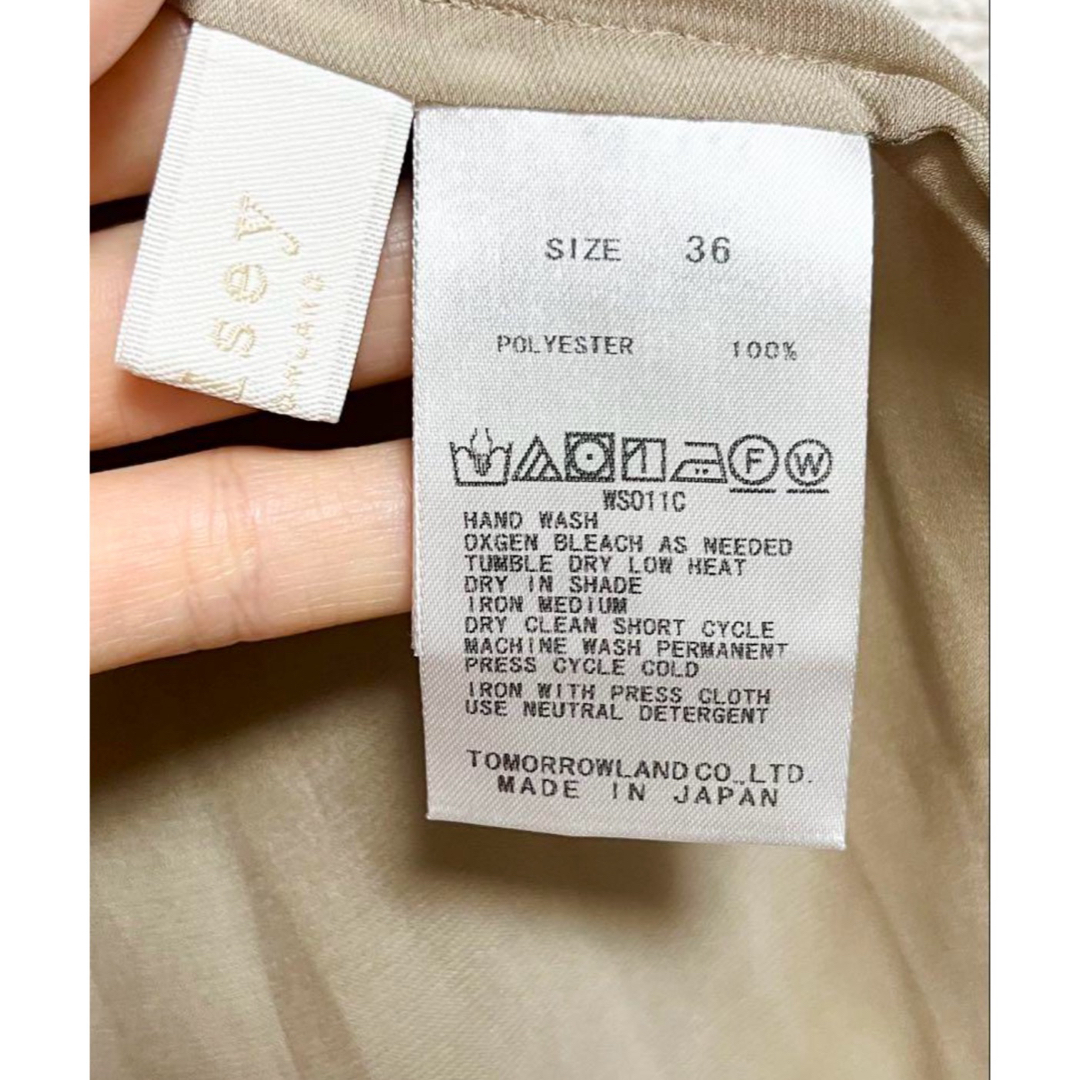 sey
SIZE 36
POLYESTER 100%
F W
WS011C
HAND WASH
OXGEN BLEACH AS NEEDED
TUMBLE DRY LOW HEAT
DRY IN SHADE
IRON MEDIUM
DRY CLEAN SHORT CYCLE
MACHINE WASH PERMANENT
PRESS CYCLE COLD
IRON WITH PRESS CLOTH
USE NEUTRAL DETERGENT
TOMORROWLAND CO.,LTD.
MADE IN JAPAN